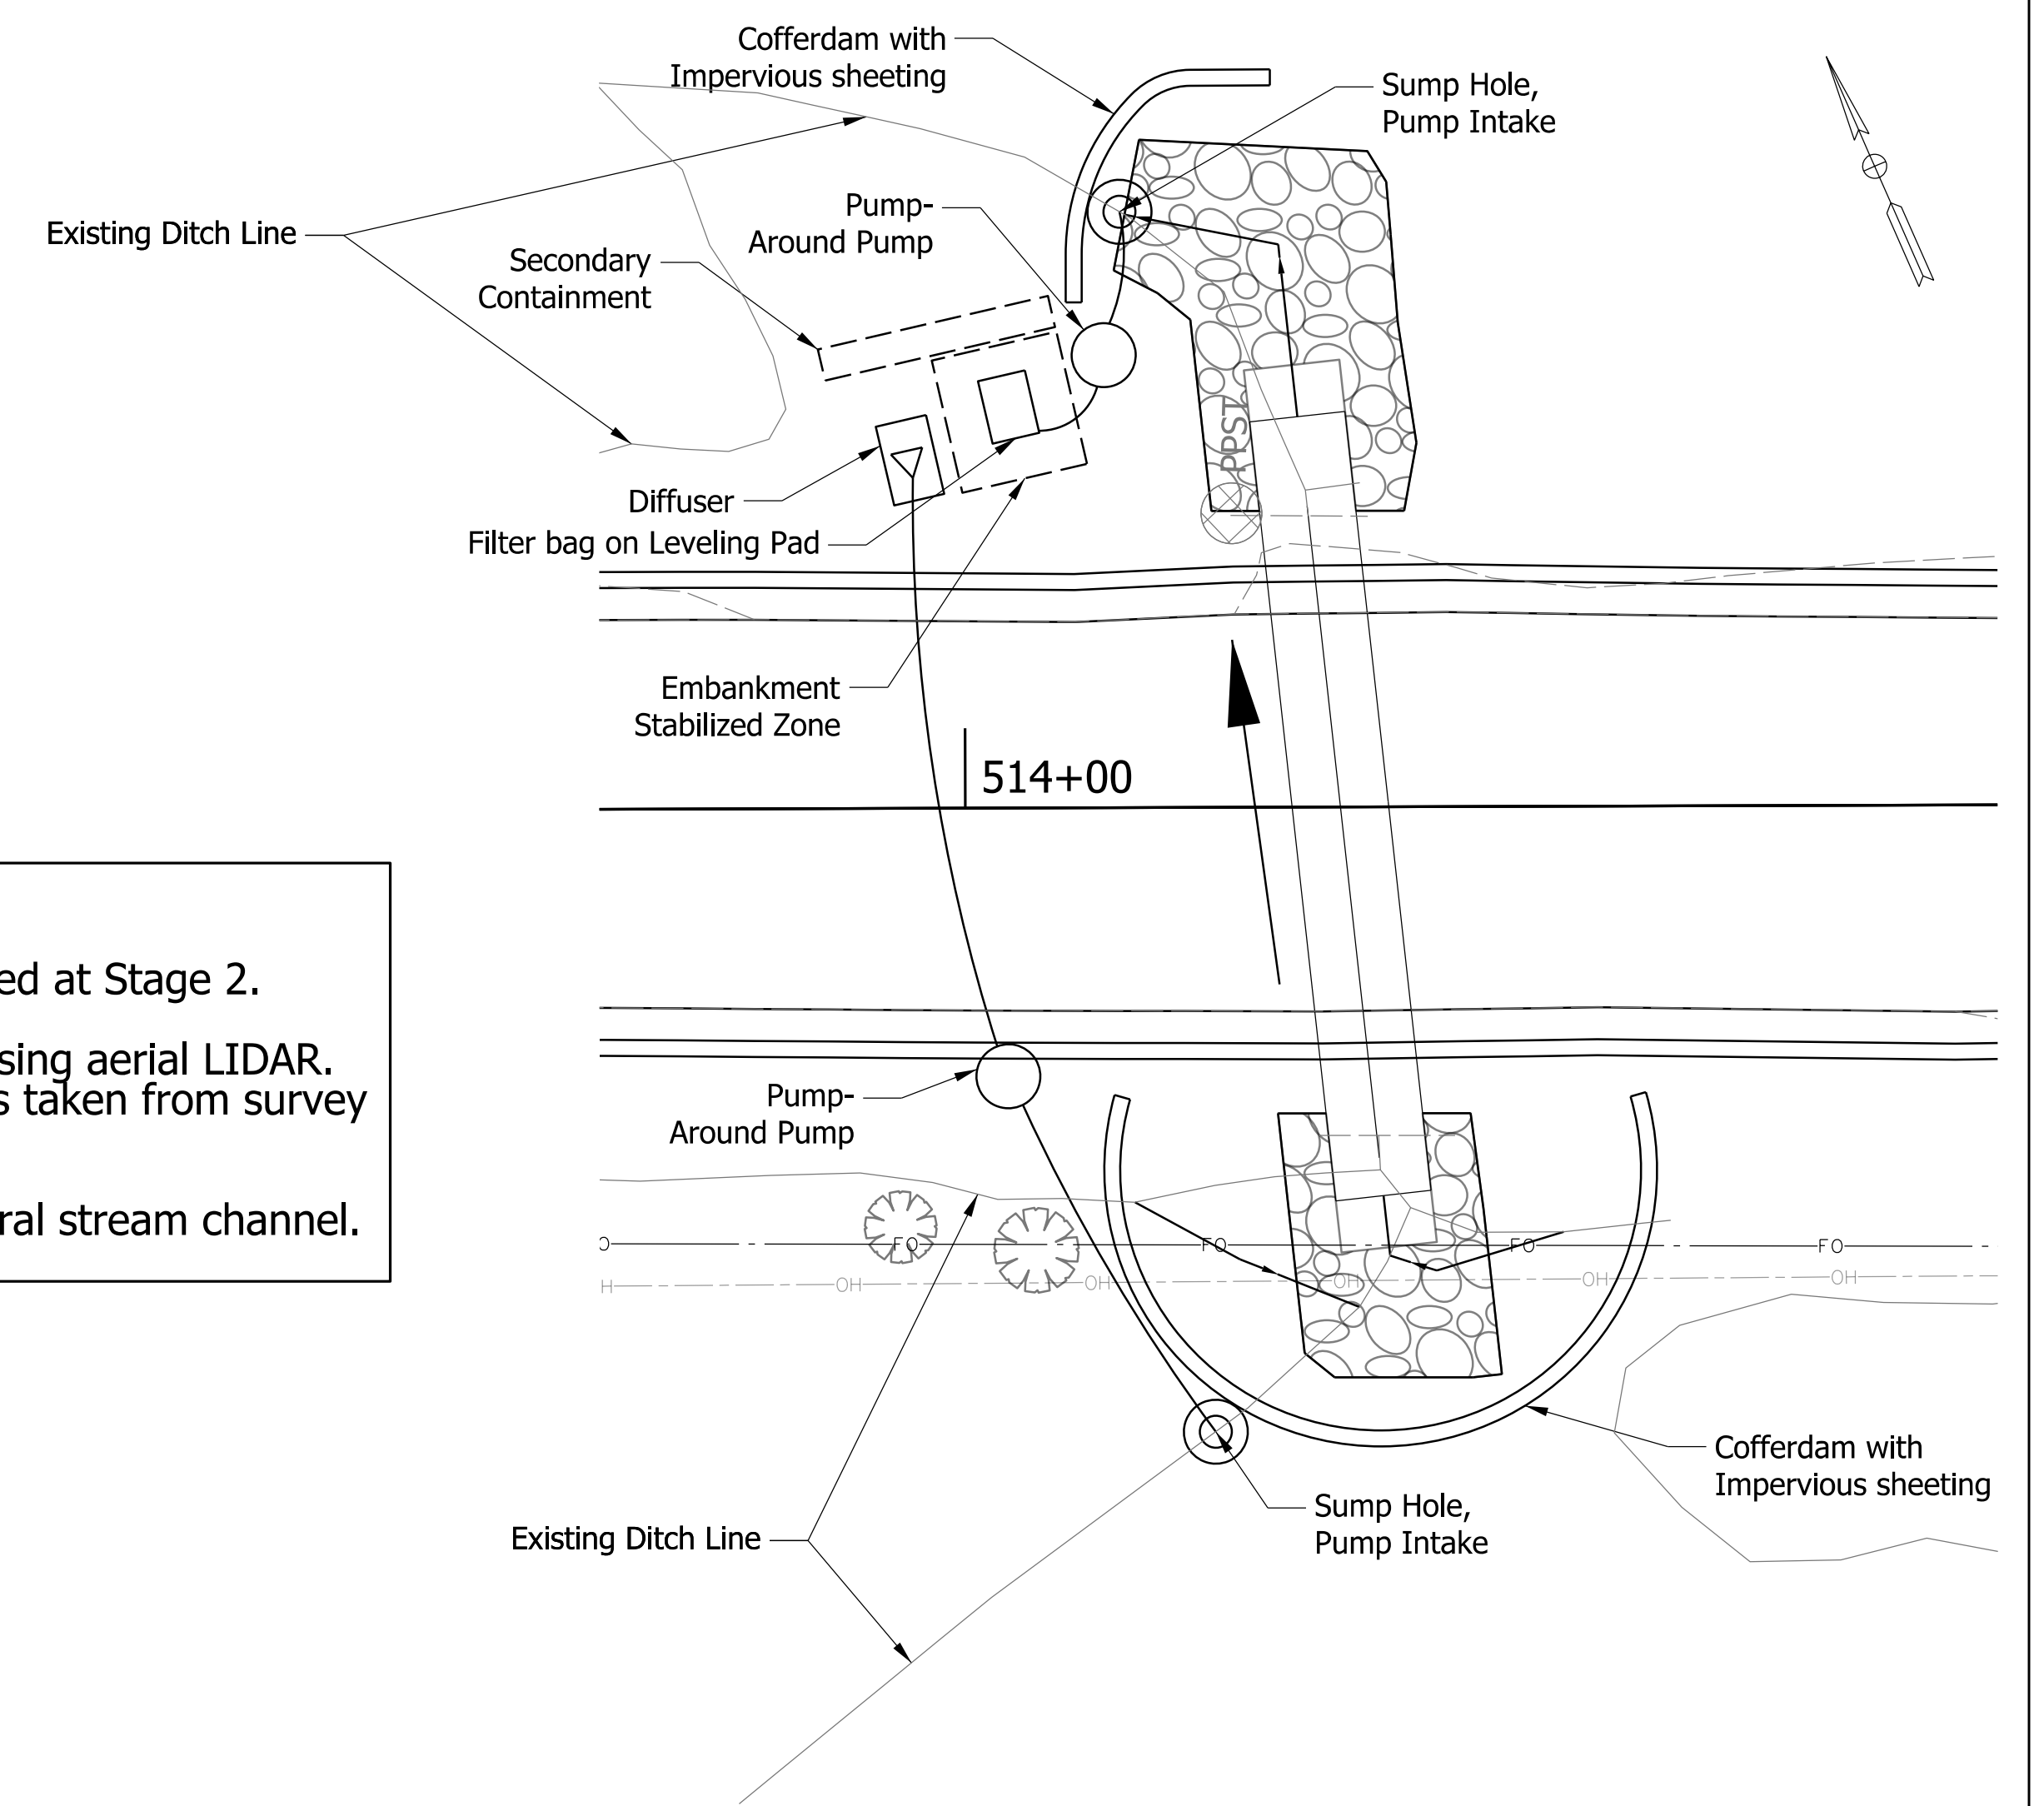 Cofferdam with
Impervious sheeting
Sump Hole,
Pump Intake
Pump-
Around Pump
Existing Ditch Line
Secondary
Containment
PPST
Diffuser
Filter bag on Leveling Pad
Embankment
Stabilized Zone
514+00
ed at Stage 2.
sing aerial LIDAR.
s taken from survey
ral stream channel.
Pump-
Around Pump
O FO FO FO FO
H OH OH OH OH OH
Cofferdam with
Impervious sheeting
Sump Hole,
Pump Intake
Existing Ditch Line